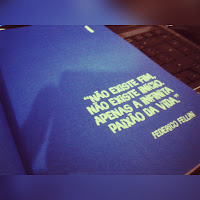 "NÃO EXISTE FIM,
NÃO EXISTE INÍCIO.
APENAS A INFINITA
PAIXÃO DA VIDA."
FEDERICO FELLINI